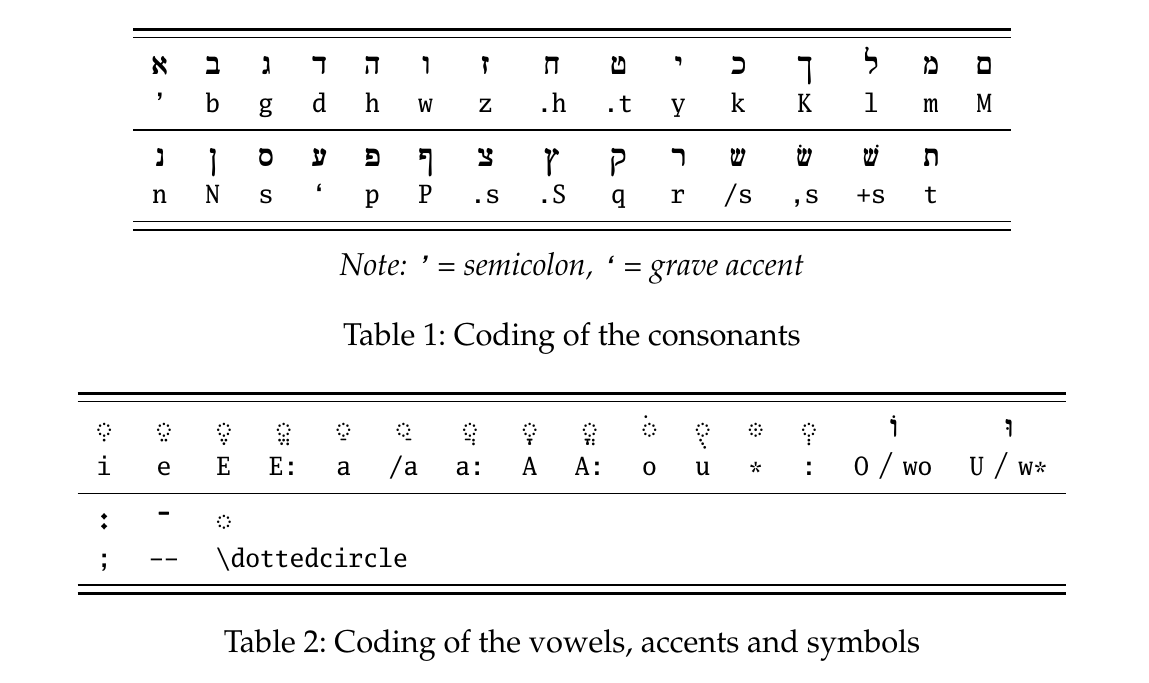 א ב ג ד ה ו ז ח ט י כ ך ל מ ם
’ b g d h w z .h .t y k K l m M
נ ן ס ע פ ף צ ץ ק ר ש שׂ שׁ ת
n N s ‘ p P .s .S q r /s ,s +s t
Note: ’ = semicolon, ‘ = grave accent
Table 1: Coding of the consonants
◌ִ ◌ֵ ◌ֶ ◌ֱ ◌ַ ◌ַ ◌ֲ ◌ָ ◌ֳ ◌ֹ ◌ֻ ◌ּ ◌ְ וֹ וּ
i e E E: a /a a: A A: o u * : O / wo U / w*
׃ ־ ◌
; -- \dottedcircle
Table 2: Coding of the vowels, accents and symbols